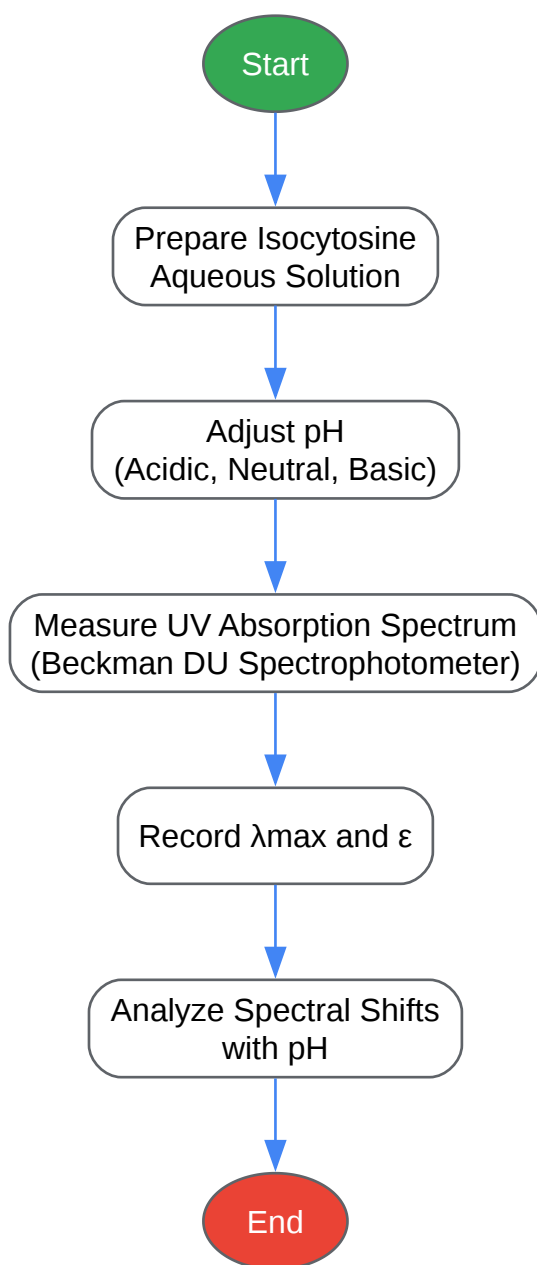 Start
Prepare Isocytosine
Aqueous Solution
Adjust pH
(Acidic, Neutral, Basic)
Measure UV Absorption Spectrum
(Beckman DU Spectrophotometer)
Record λmax and ε
Analyze Spectral Shifts
with pH
End